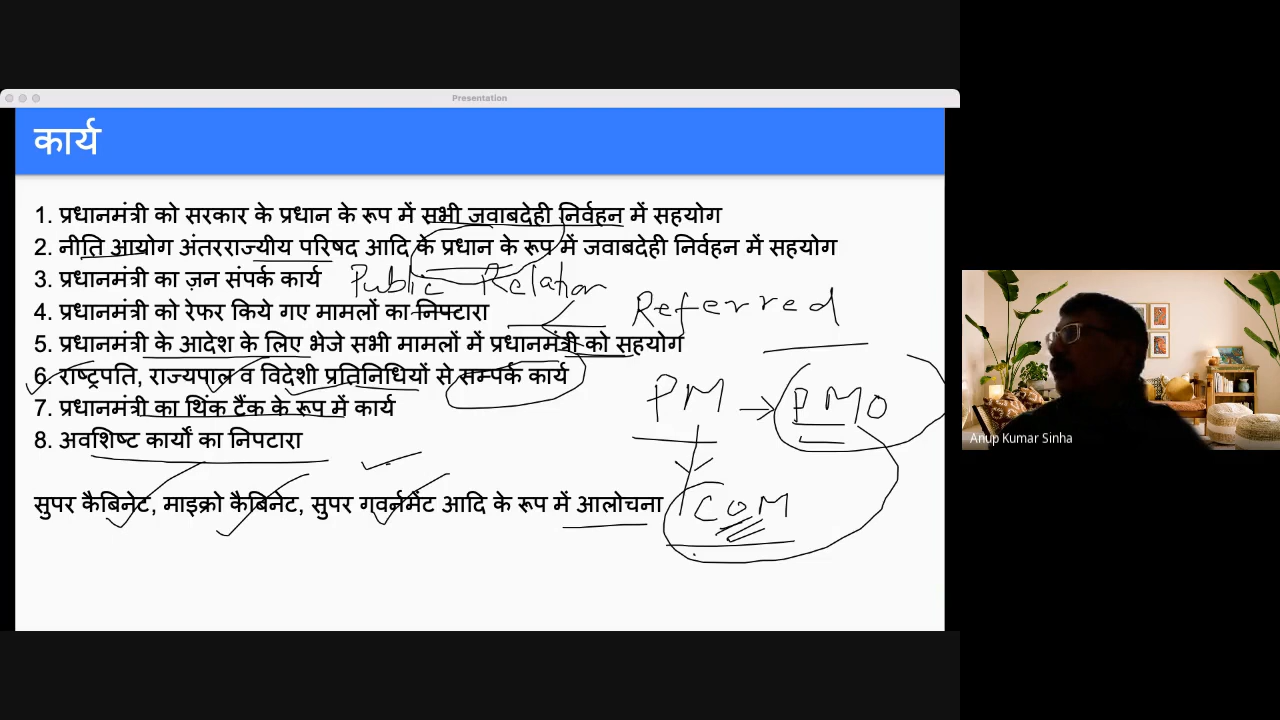 Presentation
कार्य
1. प्रधानमंत्री को सरकार के प्रधान के रूप में सभी जवाबदेही निर्वहन में सहयोग
2. नीति आयोग अंतरराज्यीय परिषद आदि के प्रधान के रूप में जवाबदेही निर्वहन में सहयोग
3. प्रधानमंत्री का ज़न संपर्क कार्य Public Relation
4. प्रधानमंत्री को रेफर किये गए मामलों का निपटारा Referred
5. प्रधानमंत्री के आदेश के लिए भेजे सभी मामलों में प्रधानमंत्री को सहयोग
6. राष्ट्रपति, राज्यपाल व विदेशी प्रतिनिधियों से सम्पर्क कार्य
7. प्रधानमंत्री का थिंक टैंक के रूप में कार्य PM → PMO
8. अवशिष्ट कार्यों का निपटारा
सुपर कैबिनेट, माइक्रो कैबिनेट, सुपर गवर्नमेंट आदि के रूप में आलोचना COM
Anup Kumar Sinha